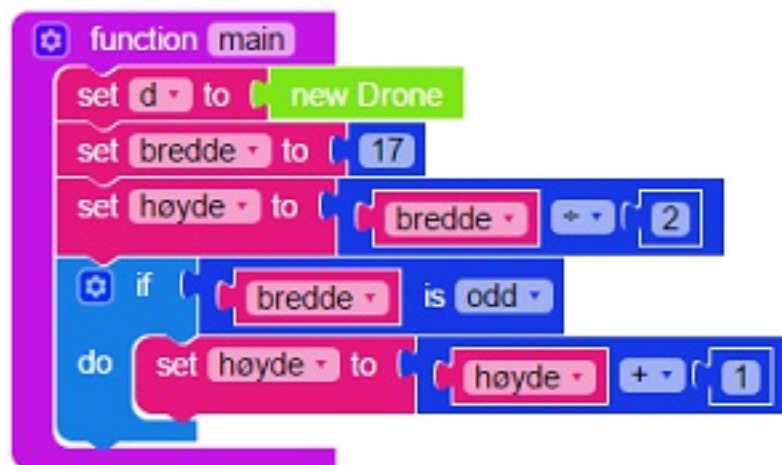 function main
set d to new Drone
set bredde to 17
set høyde to bredde ÷ 2
if bredde is odd
do set høyde to høyde + 1